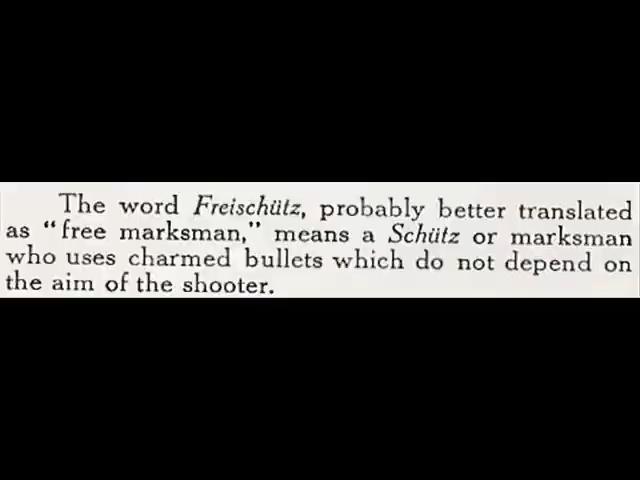 The word Freischütz, probably better translated
as “free marksman,” means a Schütz or marksman
who uses charmed bullets which do not depend on
the aim of the shooter.